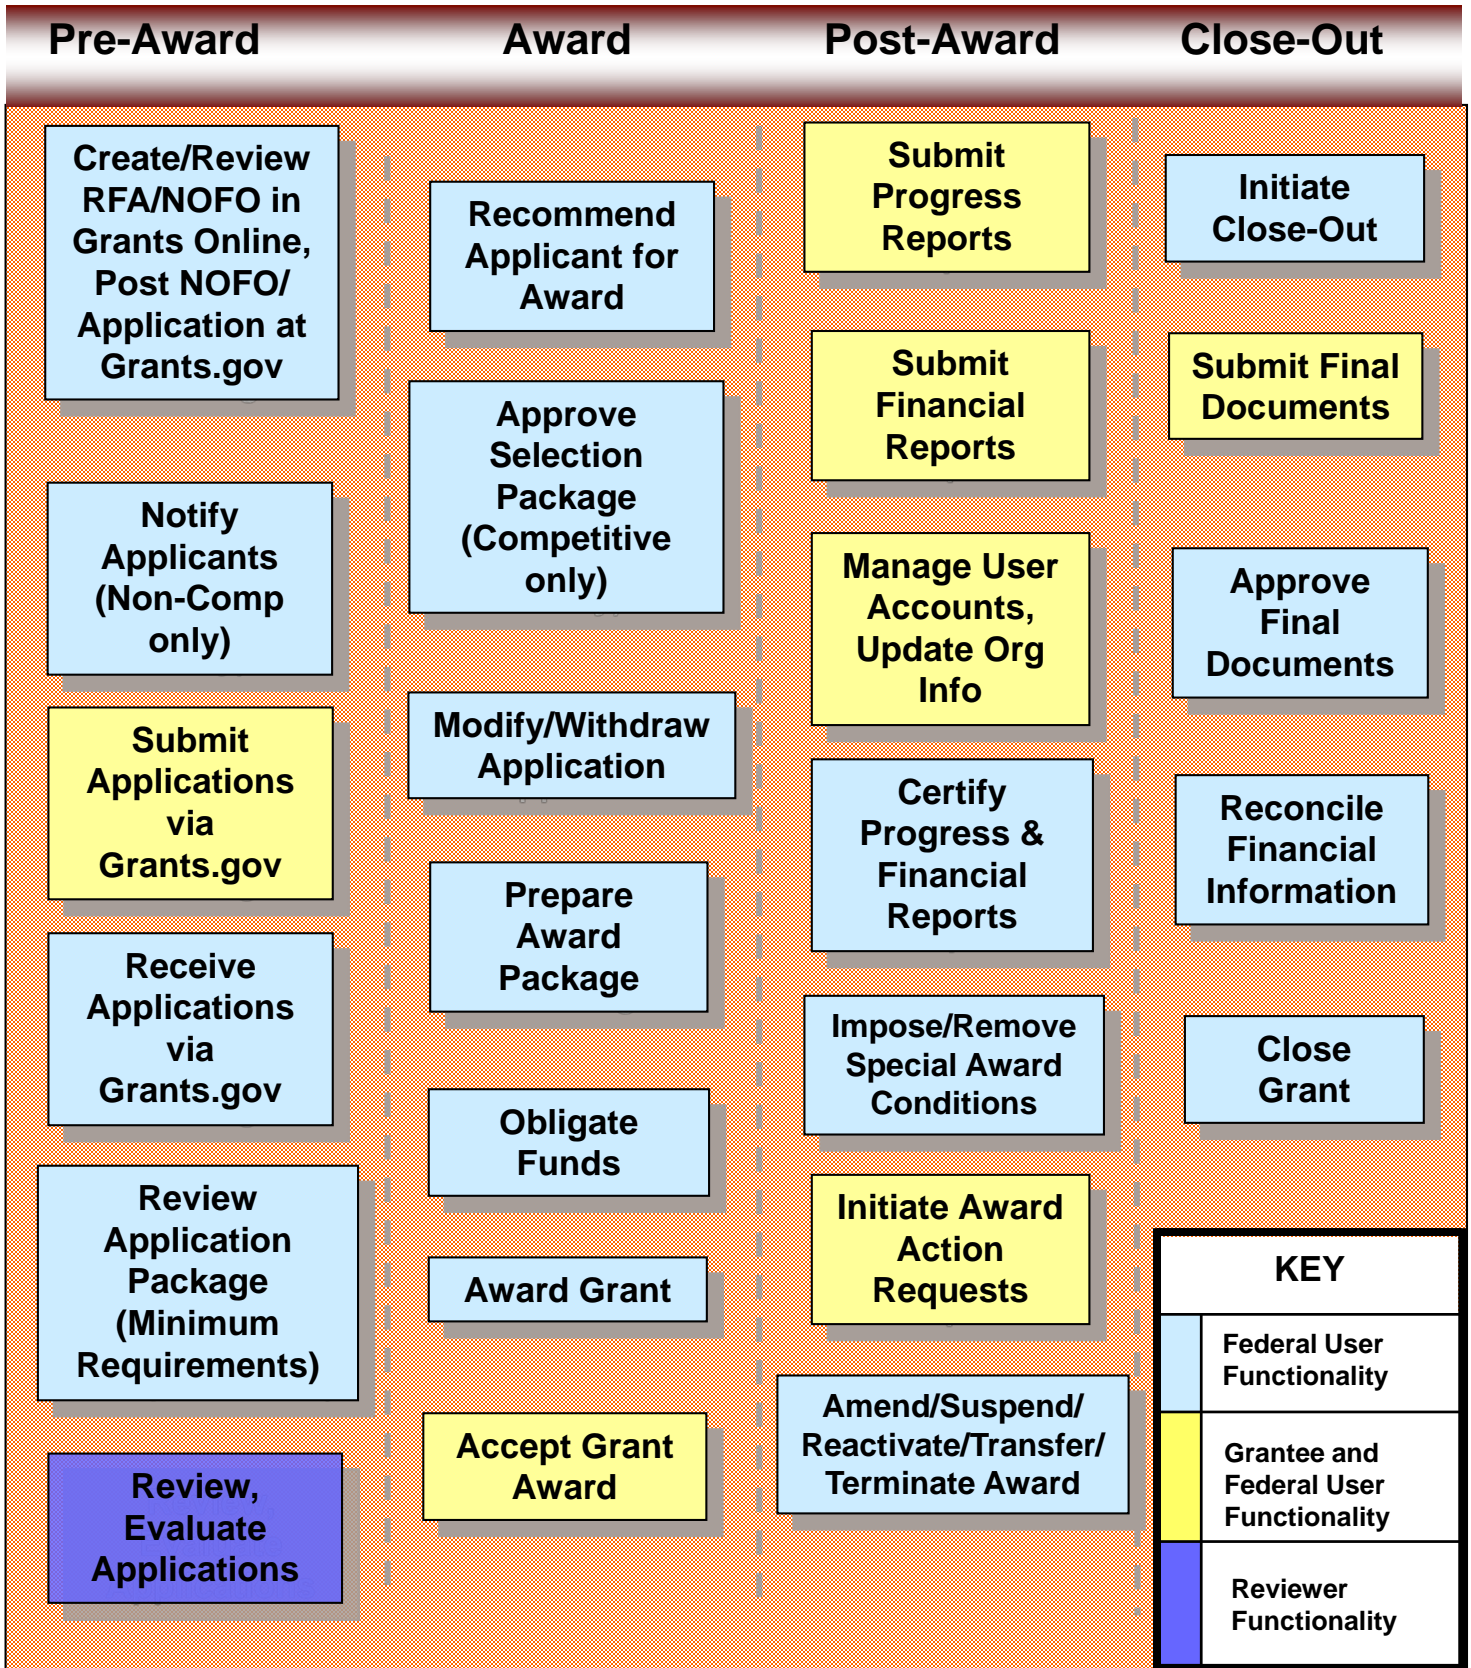 Pre-Award
Award
Post-Award
Close-Out
Create/Review
RFA/NOFO in
Grants Online,
Post NOFO/
Application at
Grants.gov
Notify
Applicants
(Non-Comp
only)
Submit
Applications
via
Grants.gov
Receive
Applications
via
Grants.gov
Review
Application
Package
(Minimum
Requirements)
Review,
Evaluate
Applications
Recommend
Applicant for
Award
Approve
Selection
Package
(Competitive
only)
Modify/Withdraw
Application
Prepare
Award
Package
Obligate
Funds
Award Grant
Accept Grant
Award
Submit
Progress
Reports
Submit
Financial
Reports
Manage User
Accounts,
Update Org
Info
Certify
Progress &
Financial
Reports
Impose/Remove
Special Award
Conditions
Initiate Award
Action
Requests
Amend/Suspend/
Reactivate/Transfer/
Terminate Award
Initiate
Close-Out
Submit Final
Documents
Approve
Final
Documents
Reconcile
Financial
Information
Close
Grant
KEY
Federal User
Functionality
Grantee and
Federal User
Functionality
Reviewer
Functionality